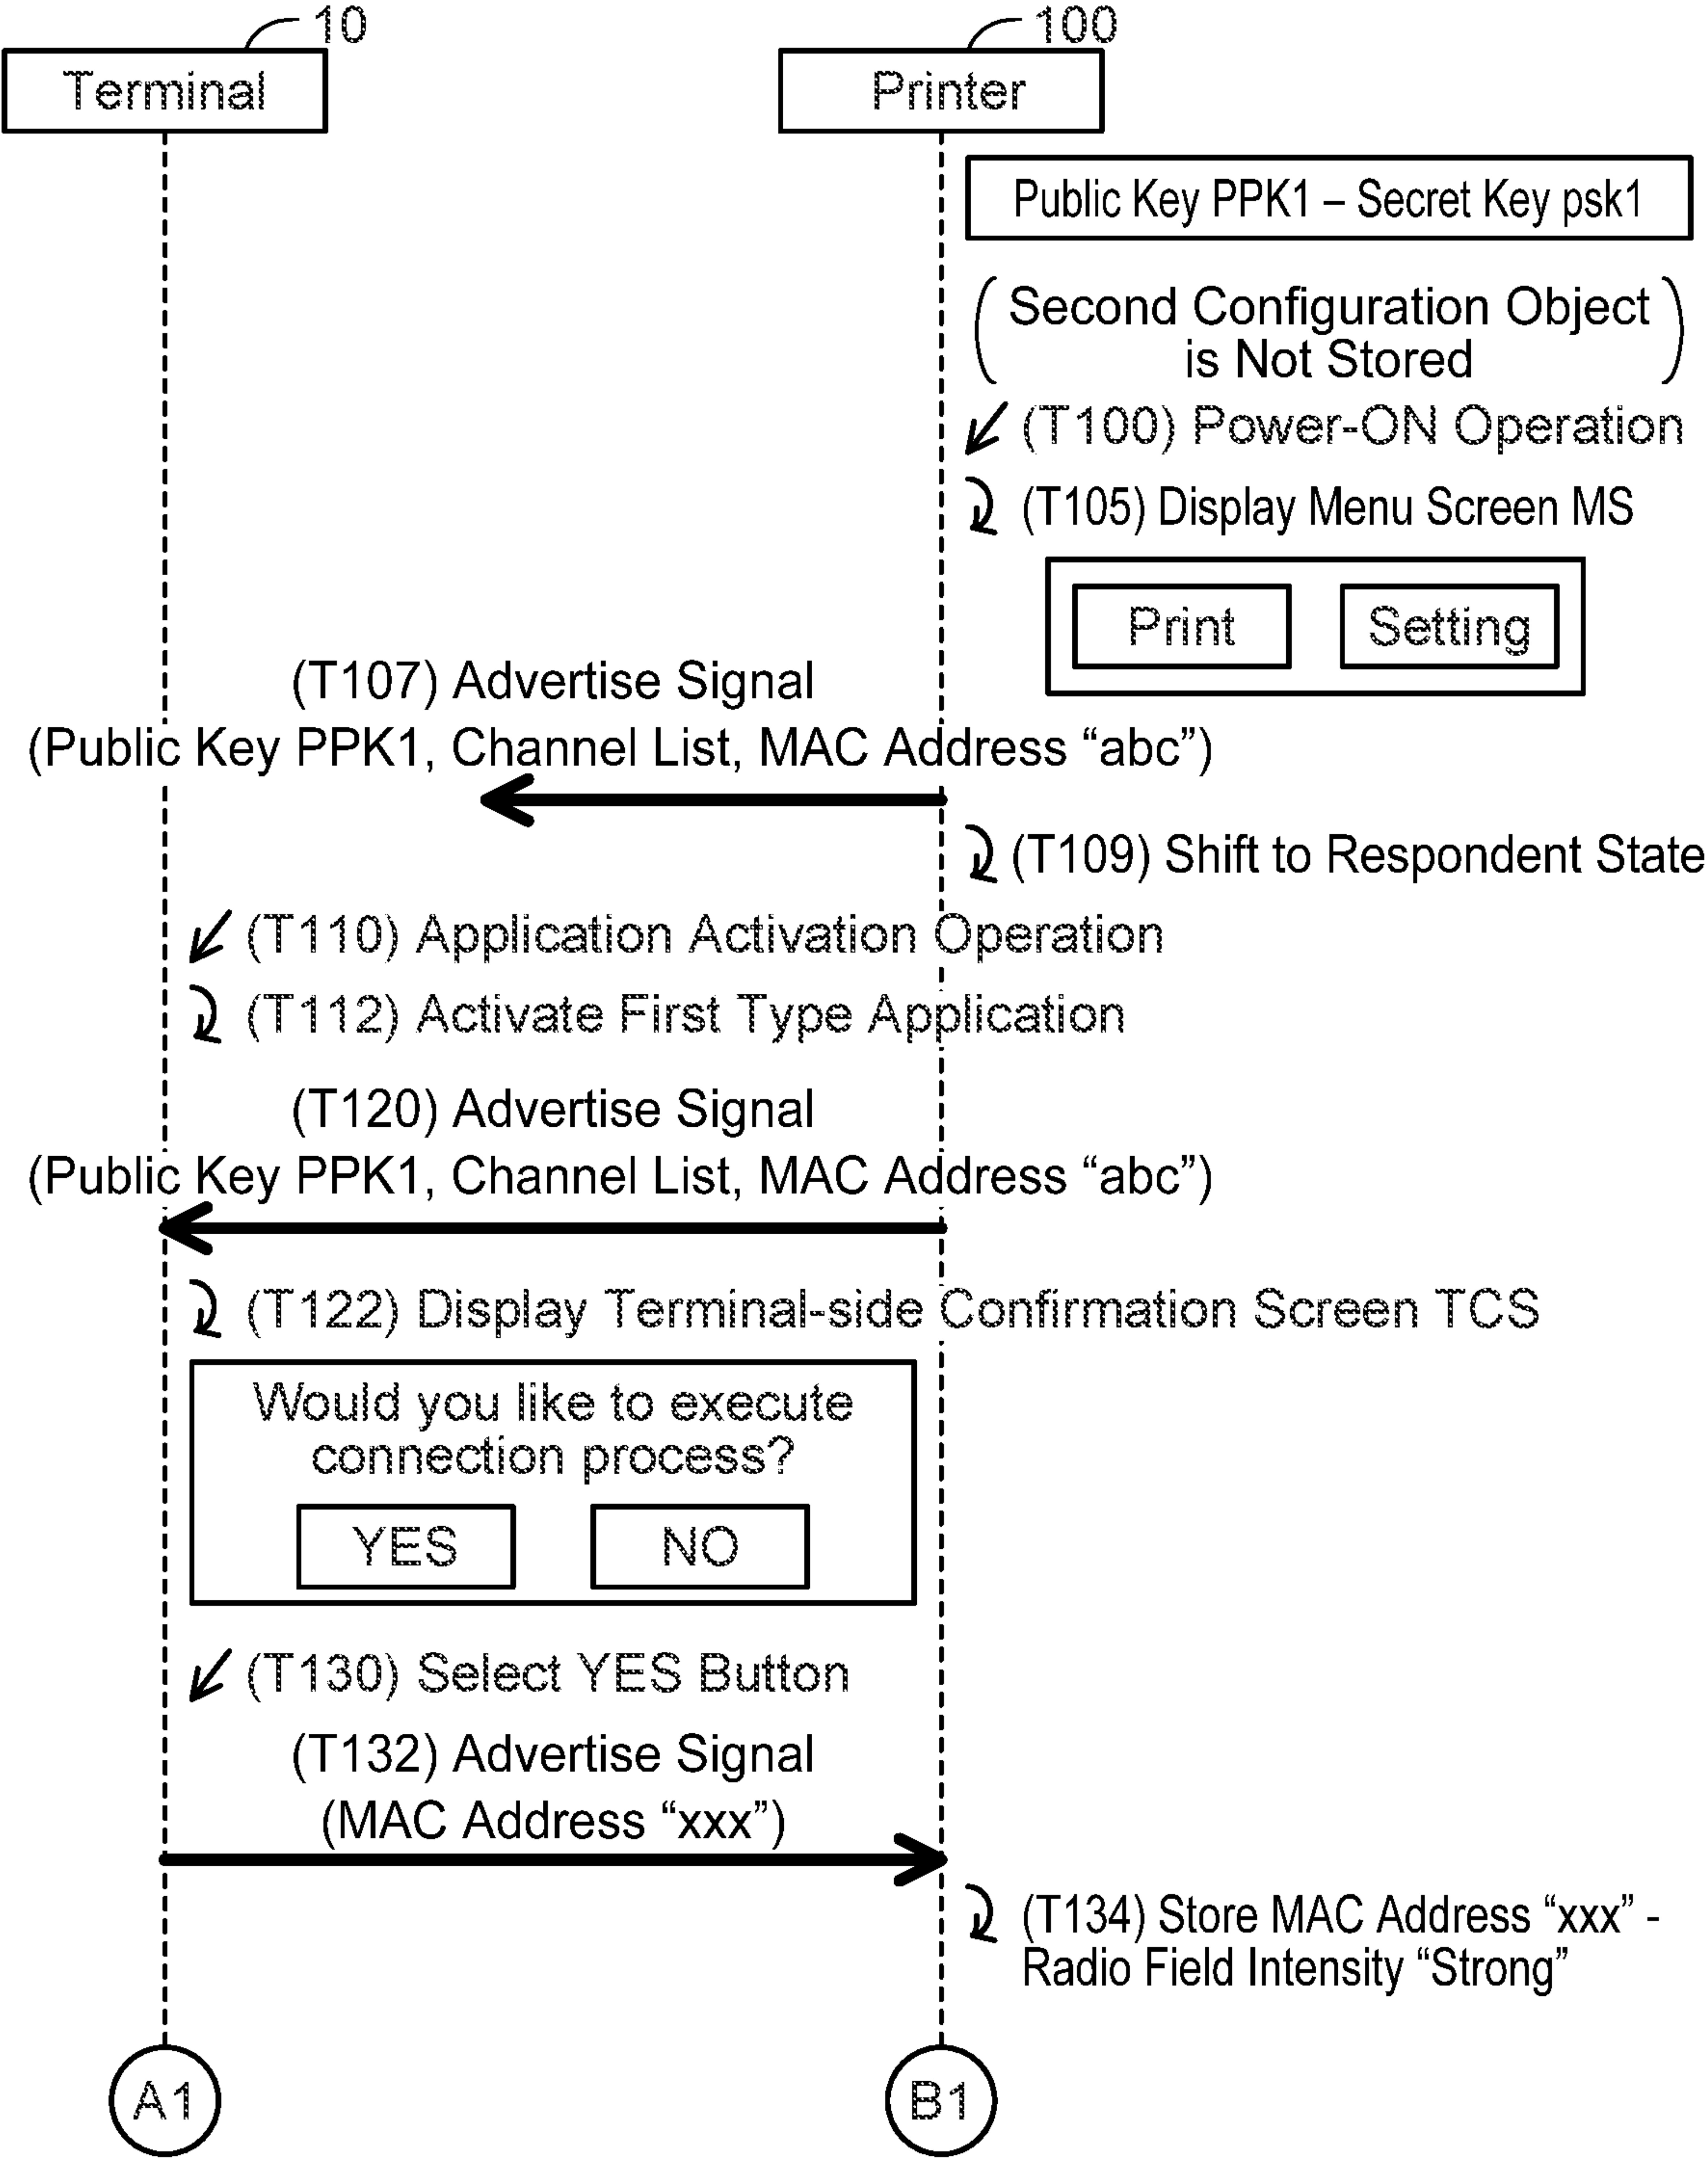 10
100
Terminal
Printer
Public Key PPK1 – Secret Key psk1
(Second Configuration Object
is Not Stored)
(T100) Power-ON Operation
(T105) Display Menu Screen MS
Print
Setting
(T107) Advertise Signal
(Public Key PPK1, Channel List, MAC Address “abc”)
(T109) Shift to Respondent State
(T110) Application Activation Operation
(T112) Activate First Type Application
(T120) Advertise Signal
(Public Key PPK1, Channel List, MAC Address “abc”)
(T122) Display Terminal-side Confirmation Screen TCS
Would you like to execute
connection process?
YES
NO
(T130) Select YES Button
(T132) Advertise Signal
(MAC Address “xxx”)
(T134) Store MAC Address “xxx” -
Radio Field Intensity “Strong”
A1
B1